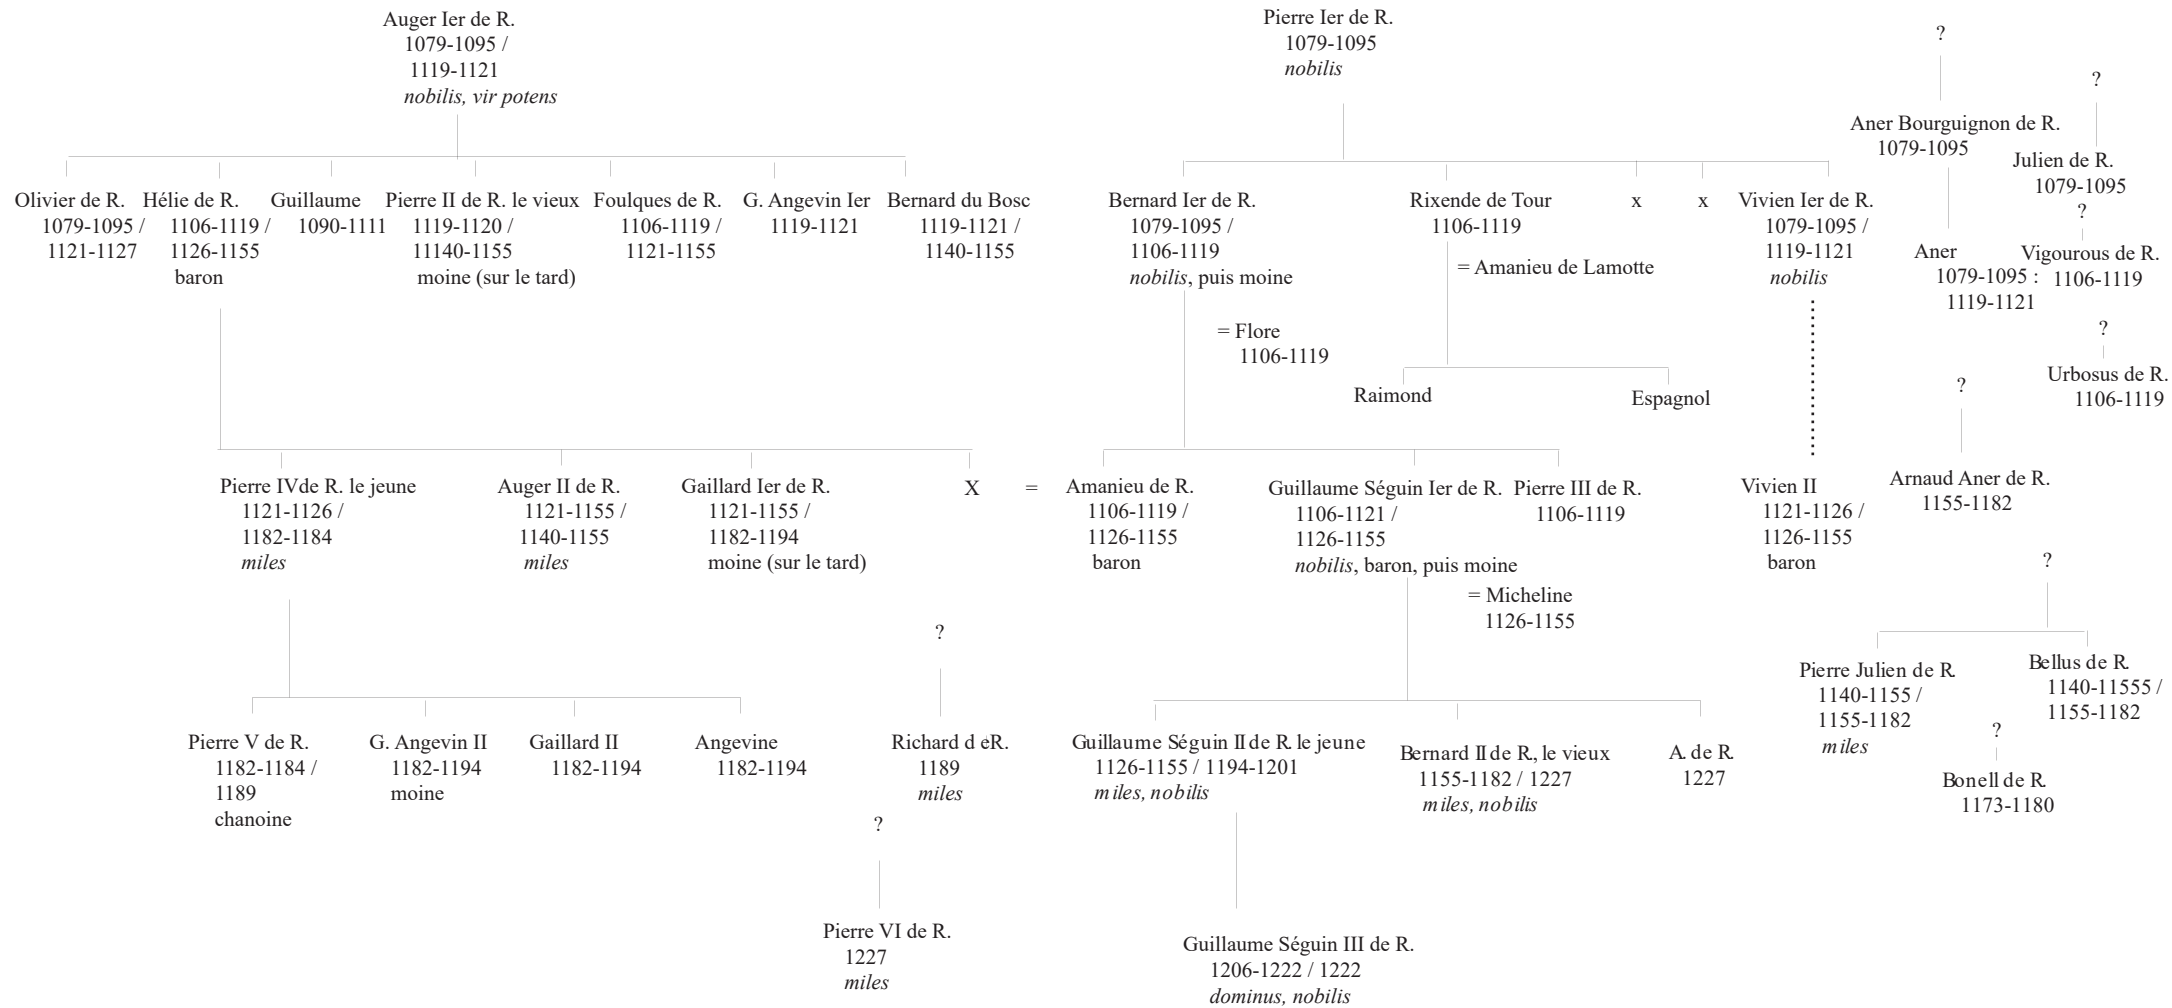 Auger Ier de R.
1079-1095 /
1119-1121
nobilis, vir potens
Pierre Ier de R.
1079-1095
nobilis
?
?
Aner Bourguignon de R.
1079-1095
Julien de R.
1079-1095
Olivier de R.
1079-1095 /
1121-1127
Hélie de R.
1106-1119 /
1126-1155
baron
Guillaume
1090-1111
Pierre II de R. le vieux
1119-1120 /
11140-1155
moine (sur le tard)
Foulques de R.
1106-1119 /
1121-1155
G. Angevin Ier
1119-1121
Bernard du Bosc
1119-1121 /
1140-1155
Bernard Ier de R.
1079-1095 /
1106-1119
nobilis, puis moine
Rixende de Tour
1106-1119
x
x
Vivien Ier de R.
1079-1095 /
1119-1121
nobilis
Aner
1079-1095 :
1119-1121
?
Vigourous de R.
1106-1119
= Amanieu de Lamotte
= Flore
1106-1119
Raimond
Espagnol
?
Urbosus de R.
1106-1119
?
Pierre IVde R. le jeune
1121-1126 /
1182-1184
miles
Auger II de R.
1121-1155 /
1140-1155
miles
Gaillard Ier de R.
1121-1155 /
1182-1194
moine (sur le tard)
X
=
Amanieu de R.
1106-1119 /
1126-1155
baron
Guillaume Séguin Ier de R.
1106-1121 /
1126-1155
nobilis, baron, puis moine
Pierre III de R.
1106-1119
Vivien II
1121-1126 /
1126-1155
baron
Arnaud Aner de R.
1155-1182
= Micheline
1126-1155
?
?
Pierre Julien de R.
1140-1155 /
1155-1182
miles
Bellus de R.
1140-11555 /
1155-1182
Pierre V de R.
1182-1184 /
1189
chanoine
G. Angevin II
1182-1194
moine
Gaillard II
1182-1194
Angevine
1182-1194
Richard d eR.
1189
miles
Guillaume Séguin II de R. le jeune
1126-1155 / 1194-1201
miles, nobilis
Bernard II de R., le vieux
1155-1182 / 1227
miles, nobilis
A. de R.
1227
?
Bonell de R.
1173-1180
?
Pierre VI de R.
1227
miles
Guillaume Séguin III de R.
1206-1222 / 1222
dominus, nobilis